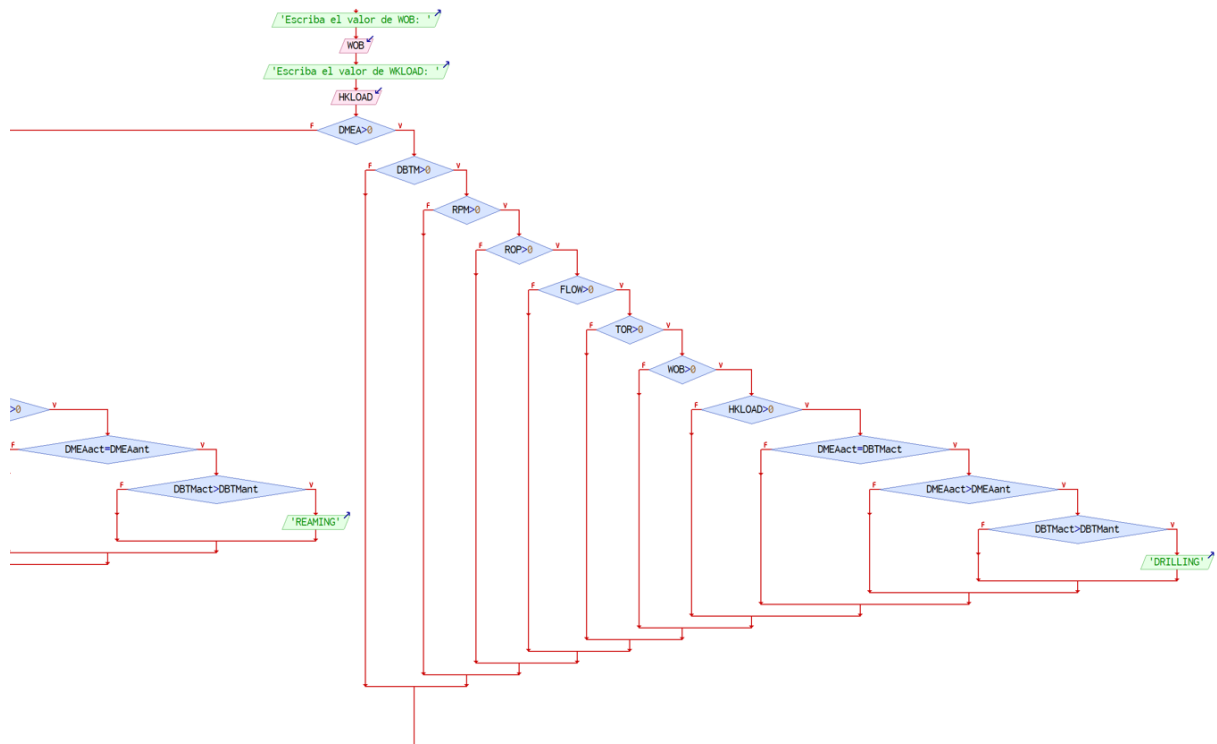 'Escriba el valor de WOB: '
WOB
'Escriba el valor de WKLOAD: '
HKLOAD
F DMEA>0 V
F DBTM>0 V
F RPM>0 V
F ROP>0 V
F FLOW>0 V
F TOR>0 V
F WOB>0 V
>0 V
F HKLOAD>0 V
F DMEAact=DMEAant V
F DMEAact=DBTMact V
F DBTMact>DBTMant V
F DMEAact>DMEAant V
'REAMING'
F DBTMact>DBTMant V
'DRILLING'